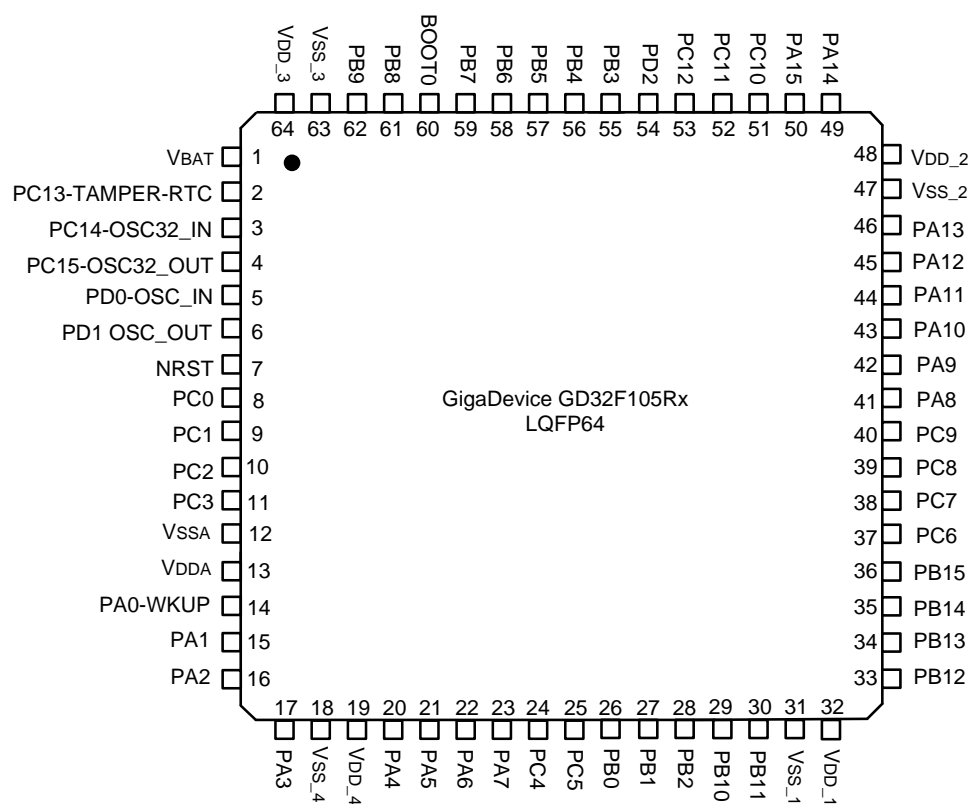 VDD_3
VSS_3
PB9
PB8
BOOT0
PB7
PB6
PB5
PB4
PB3
PD2
PC12
PC11
PC10
PA15
PA14
64 63 62 61 60 59 58 57 56 55 54 53 52 51 50 49
VBAT 1
PC13-TAMPER-RTC 2
PC14-OSC32_IN 3
PC15-OSC32_OUT 4
PD0-OSC_IN 5
PD1 OSC_OUT 6
NRST 7
PC0 8
PC1 9
PC2 10
PC3 11
VSSA 12
VDDA 13
PA0-WKUP 14
PA1 15
PA2 16
GigaDevice GD32F105Rx
LQFP64
48 VDD_2
47 VSS_2
46 PA13
45 PA12
44 PA11
43 PA10
42 PA9
41 PA8
40 PC9
39 PC8
38 PC7
37 PC6
36 PB15
35 PB14
34 PB13
33 PB12
17 18 19 20 21 22 23 24 25 26 27 28 29 30 31 32
PA3
VSS_4
VDD_4
PA4
PA5
PA6
PA7
PC4
PC5
PB0
PB1
PB2
PB10
PB11
VSS_1
VDD_1